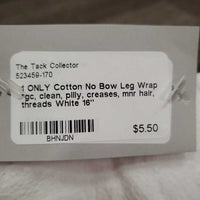 The Tack Collector
523459-170
1 ONLY Cotton No Bow Leg Wrap
*gc, clean, pilly, creases, mnr hair,
threads White 16"
BHNJDN
$5.50